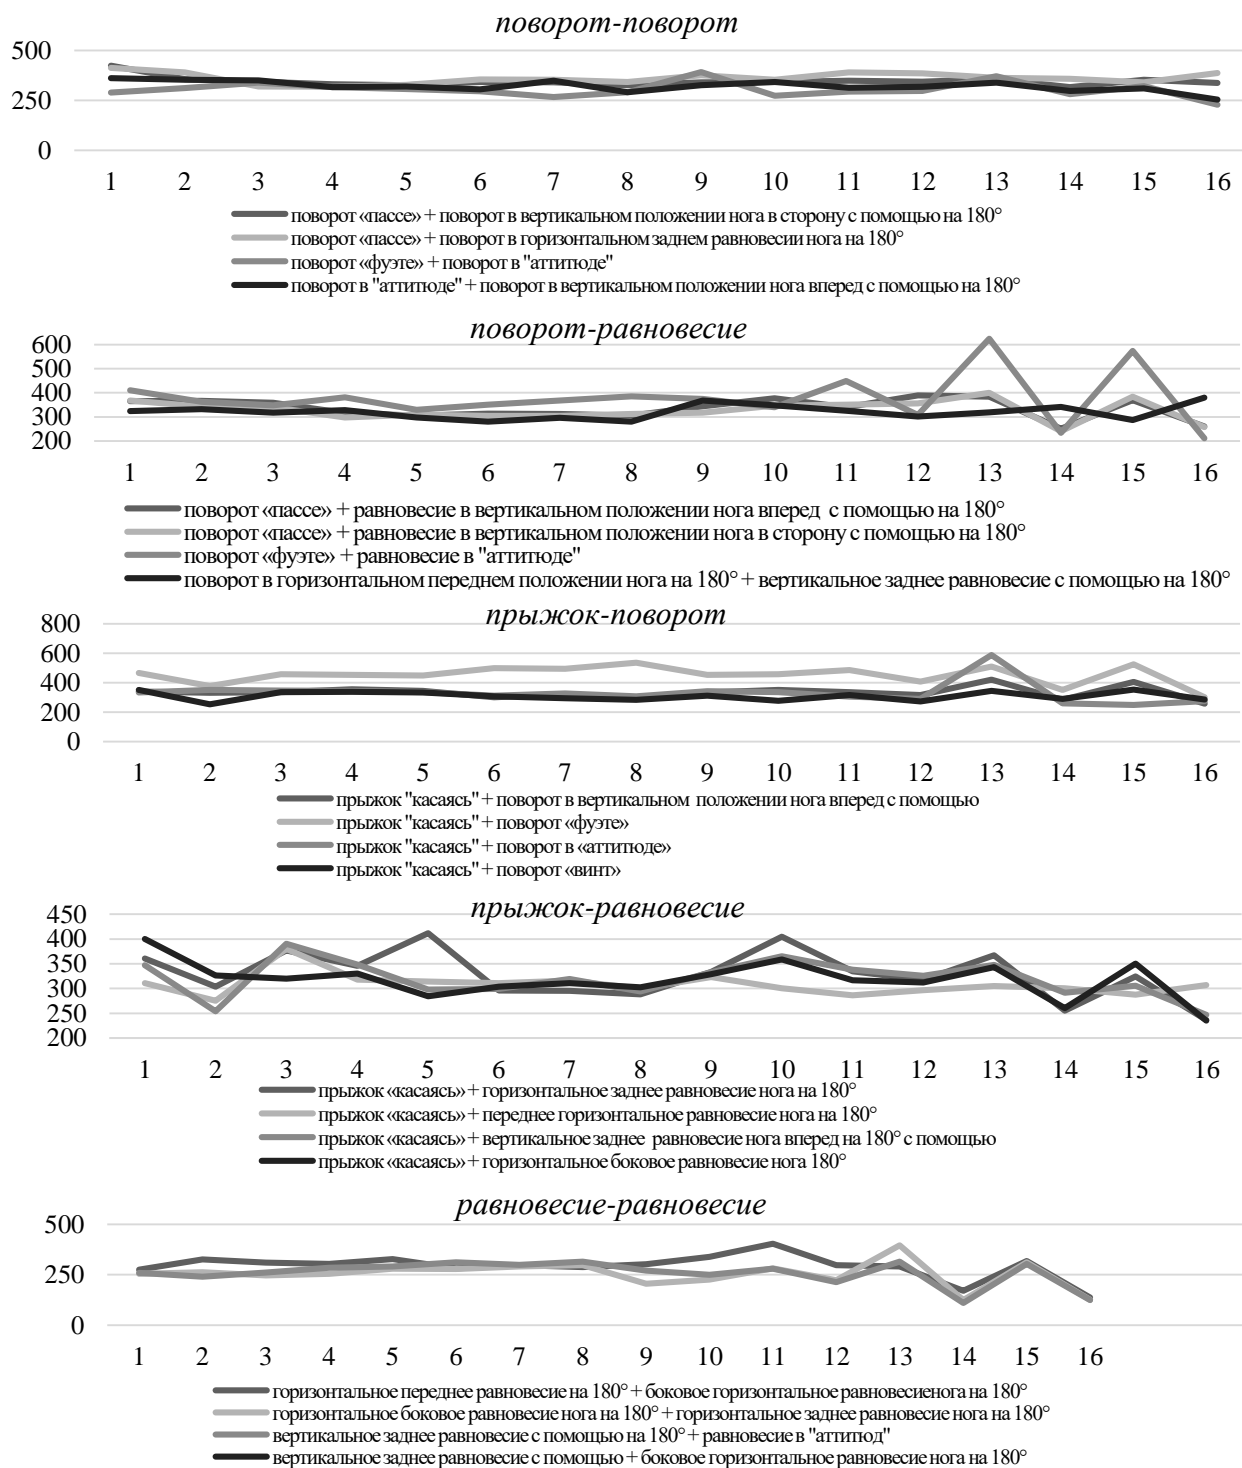 поворот-поворот
500
250
0
1 2 3 4 5 6 7 8 9 10 11 12 13 14 15 16
поворот «пассе» + поворот в вертикальном положении нога в сторону с помощью на 180°
поворот «пассе» + поворот в горизонтальном заднем равновесии нога на 180°
поворот «фуэте» + поворот в "аттитюде"
поворот в "аттитюде" + поворот в вертикальном положении нога вперед с помощью на 180°
поворот-равновесие
600
500
400
300
200
1 2 3 4 5 6 7 8 9 10 11 12 13 14 15 16
поворот «пассе» + равновесие в вертикальном положении нога вперед с помощью на 180°
поворот «пассе» + равновесие в вертикальном положении нога в сторону с помощью на 180°
поворот «фуэте» + равновесие в "аттитюде"
поворот в горизонтальном переднем положении нога на 180° + вертикальное заднее равновесие с помощью на 180°
прыжок-поворот
800
600
400
200
0
1 2 3 4 5 6 7 8 9 10 11 12 13 14 15 16
прыжок "касаясь" + поворот в вертикальном положении нога вперед с помощью
прыжок "касаясь" + поворот «фуэте»
прыжок "касаясь" + поворот в «аттитюде»
прыжок "касаясь" + поворот «винт»
прыжок-равновесие
450
400
350
300
250
200
1 2 3 4 5 6 7 8 9 10 11 12 13 14 15 16
прыжок «касаясь» + горизонтальное заднее равновесие нога на 180°
прыжок «касаясь» + переднее горизонтальное равновесие нога на 180°
прыжок «касаясь» + вертикальное заднее равновесие нога вперед на 180° с помощью
прыжок «касаясь» + горизонтальное боковое равновесие нога 180°
равновесие-равновесие
500
250
0
1 2 3 4 5 6 7 8 9 10 11 12 13 14 15 16
горизонтальное переднее равновесие на 180° + боковое горизонтальное равновесиенога на 180°
горизонтальное боковое равновесие нога на 180° + горизонтальное заднее равновесие нога на 180°
вертикальное заднее равновесие с помощью на 180° + равновесие в "аттитюд"
вертикальное заднее равновесие с помощью + боковое горизонтальное равновесие нога на 180°